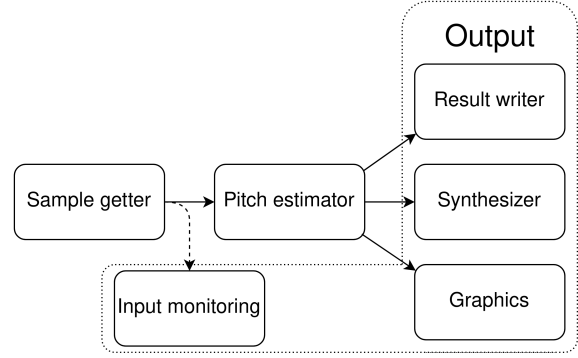 Output
Result writer
Sample getter
Pitch estimator
Synthesizer
Input monitoring
Graphics